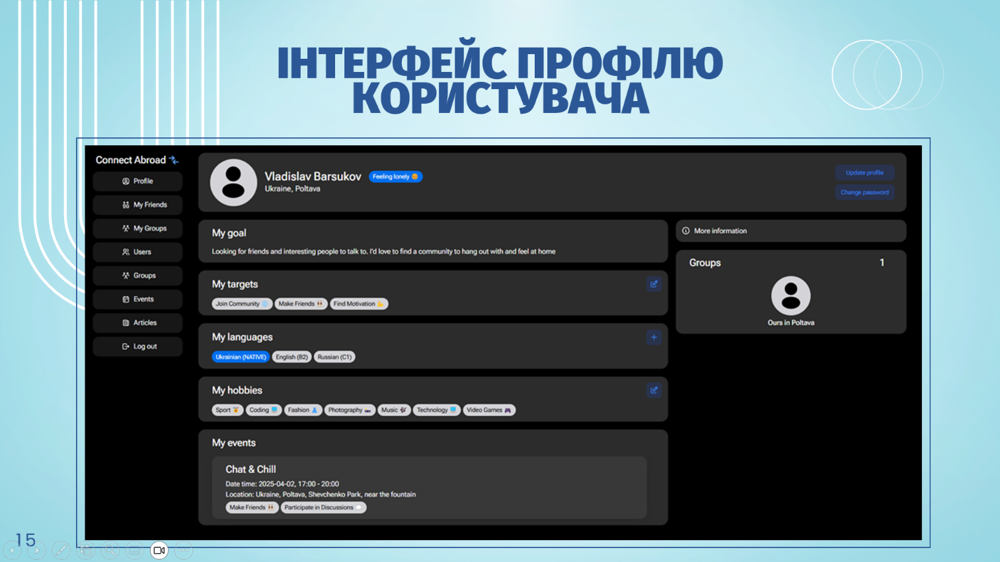 ІНТЕРФЕЙС ПРОФІЛЮ
КОРИСТУВАЧА
Connect Abroad
Profile
My Friends
My Groups
Users
Groups
Events
Articles
Log out
Vladislav Barsukov
Feeling lonely
Ukraine, Poltava
Update profile
Change password
My goal
Looking for friends and interesting people to talk to. I'd love to find a community to hang out with and feel at home
My targets
Join Community
Make Friends
Find Motivation
My languages
Ukrainian (NATIVE)
English (B2)
Russian (C1)
My hobbies
Sport
Coding
Fashion
Photography
Music
Technology
Video Games
My events
Chat & Chill
Date time: 2025-04-02, 17:00 - 20:00
Location: Ukraine, Poltava, Shevchenko Park, near the fountain
Make Friends
Participate in Discussions
More information
Groups
1
Ours in Poltava
15